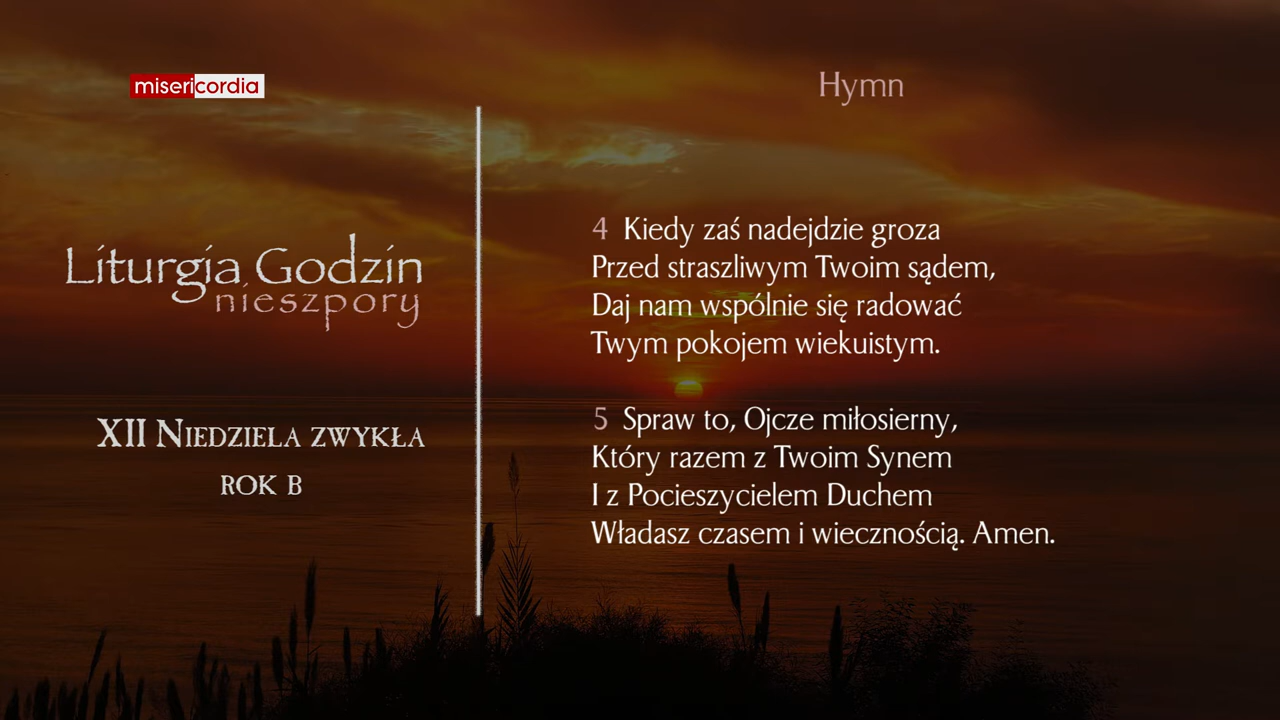 misericordia
Liturgia Godzin
nieszpory
XII Niedziela zwykła
rok B
Hymn
4 Kiedy zaś nadejdzie groza
Przed straszliwym Twoim sądem,
Daj nam wspólnie się radować
Twym pokojem wiekuistym.
5 Spraw to, Ojcze miłosierny,
Który razem z Twoim Synem
I z Pocieszycielem Duchem
Władasz czasem i wiecznością. Amen.